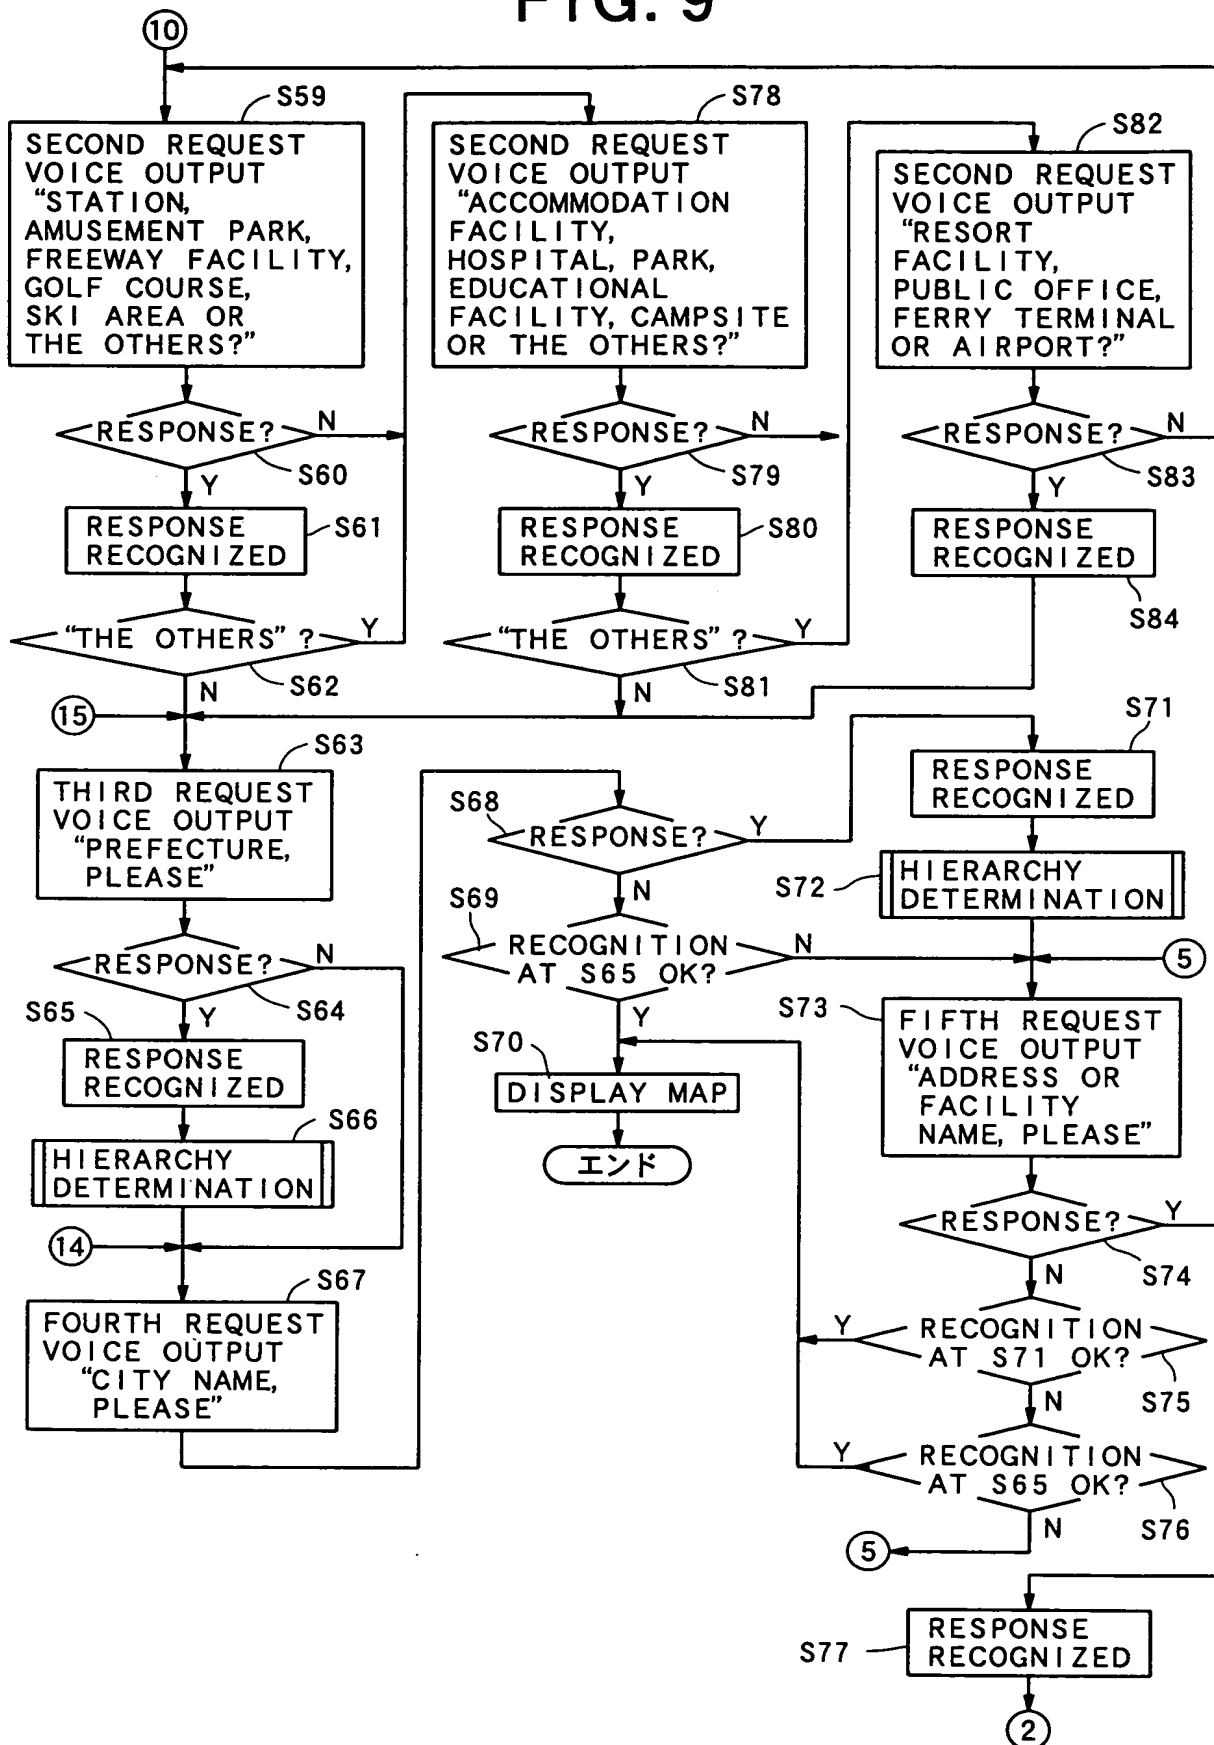 FIG. 9
10
S59
SECOND REQUEST
VOICE OUTPUT
"STATION,
AMUSEMENT PARK,
FREEWAY FACILITY,
GOLF COURSE,
SKI AREA OR
THE OTHERS?"
RESPONSE?
N
S60
Y
RESPONSE
RECOGNIZED
S61
"THE OTHERS" ?
Y
S62
N
15
S63
THIRD REQUEST
VOICE OUTPUT
"PREFECTURE,
PLEASE"
RESPONSE?
N
S64
Y
S65
RESPONSE
RECOGNIZED
S66
HIERARCHY
DETERMINATION
14
S67
FOURTH REQUEST
VOICE OUTPUT
"CITY NAME,
PLEASE"
S78
SECOND REQUEST
VOICE OUTPUT
"ACCOMMODATION
FACILITY,
HOSPITAL, PARK,
EDUCATIONAL
FACILITY, CAMPSITE
OR THE OTHERS?"
RESPONSE?
N
S79
Y
RESPONSE
RECOGNIZED
S80
"THE OTHERS" ?
Y
S81
N
S68
RESPONSE?
Y
N
S69
RECOGNITION
AT S65 OK?
N
Y
S70
DISPLAY MAP
エンド
S82
SECOND REQUEST
VOICE OUTPUT
"RESORT
FACILITY,
PUBLIC OFFICE,
FERRY TERMINAL
OR AIRPORT?"
RESPONSE?
N
S83
Y
RESPONSE
RECOGNIZED
S84
S71
RESPONSE
RECOGNIZED
S72
HIERARCHY
DETERMINATION
5
S73
FIFTH REQUEST
VOICE OUTPUT
"ADDRESS OR
FACILITY
NAME, PLEASE"
RESPONSE?
Y
S74
N
RECOGNITION
AT S71 OK?
Y
S75
N
RECOGNITION
AT S65 OK?
Y
S76
N
5
S77
RESPONSE
RECOGNIZED
2